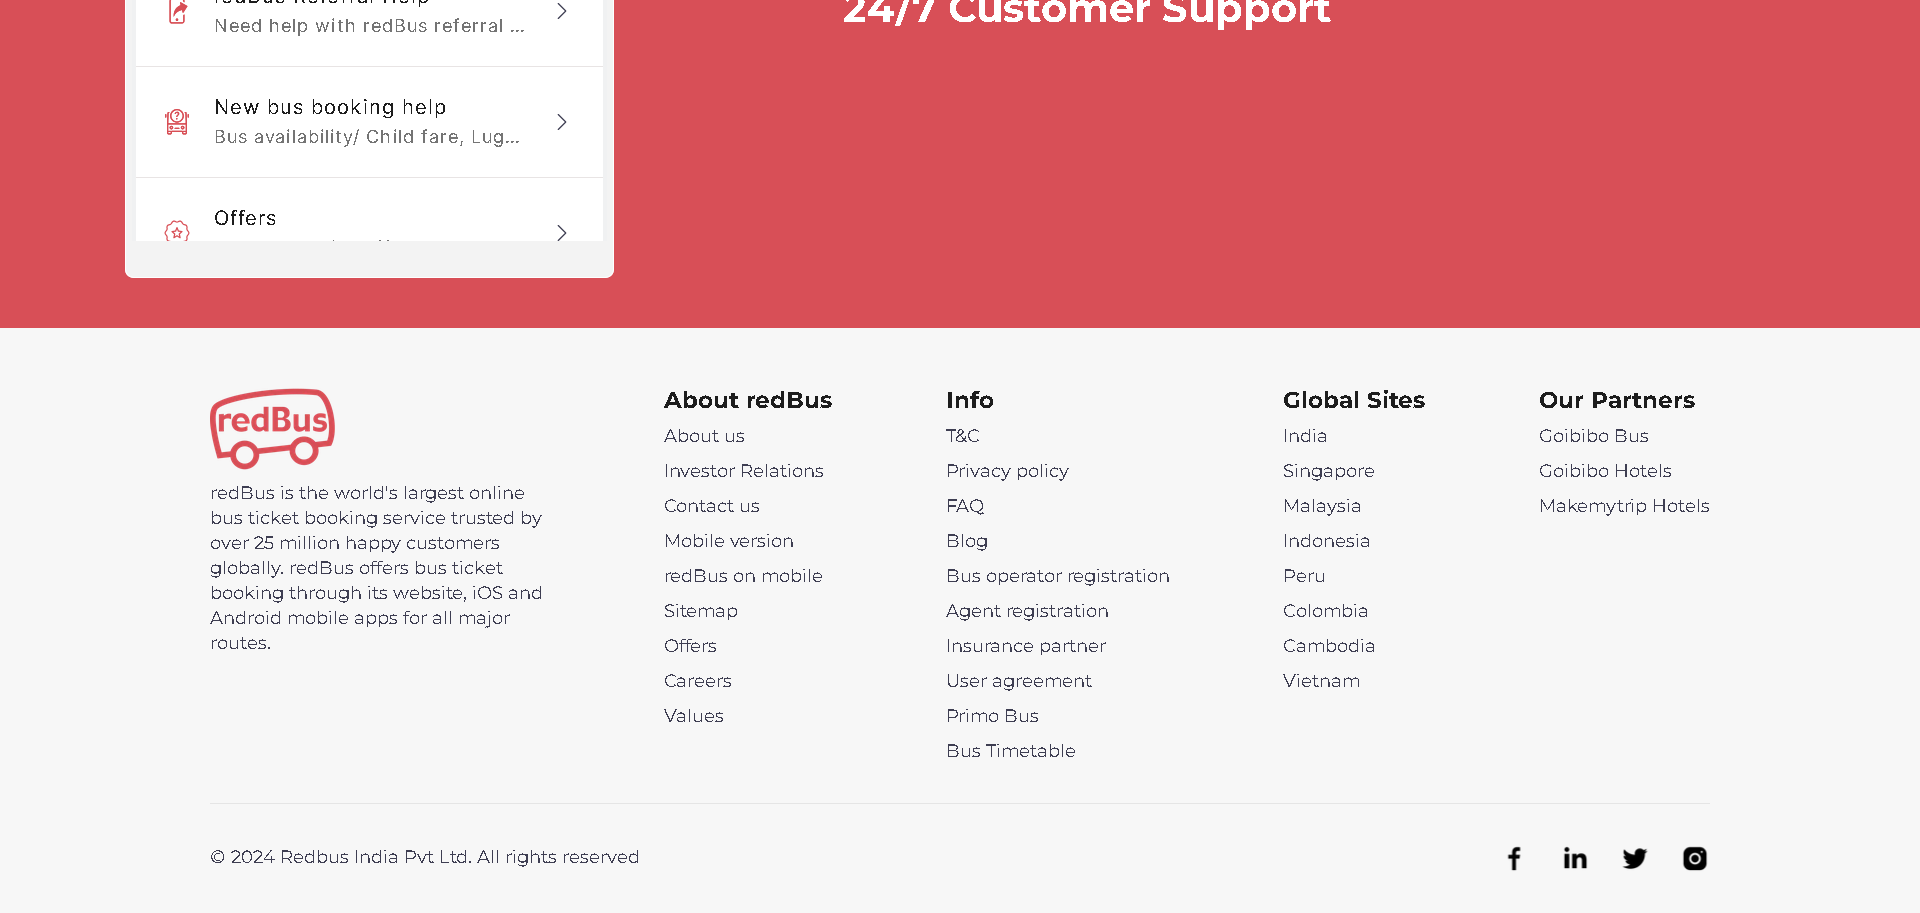 redBus Referral Help
Need help with redBus referral ...
New bus booking help
Bus availability/ Child fare, Lug...
Offers
24/7 Customer Support
redBus
redBus is the world's largest online
bus ticket booking service trusted by
over 25 million happy customers
globally. redBus offers bus ticket
booking through its website, iOS and
Android mobile apps for all major
routes.
About redBus
About us
Investor Relations
Contact us
Mobile version
redBus on mobile
Sitemap
Offers
Careers
Values
Info
T&C
Privacy policy
FAQ
Blog
Bus operator registration
Agent registration
Insurance partner
User agreement
Primo Bus
Bus Timetable
Global Sites
India
Singapore
Malaysia
Indonesia
Peru
Colombia
Cambodia
Vietnam
Our Partners
Goibibo Bus
Goibibo Hotels
Makemytrip Hotels
© 2024 Redbus India Pvt Ltd. All rights reserved